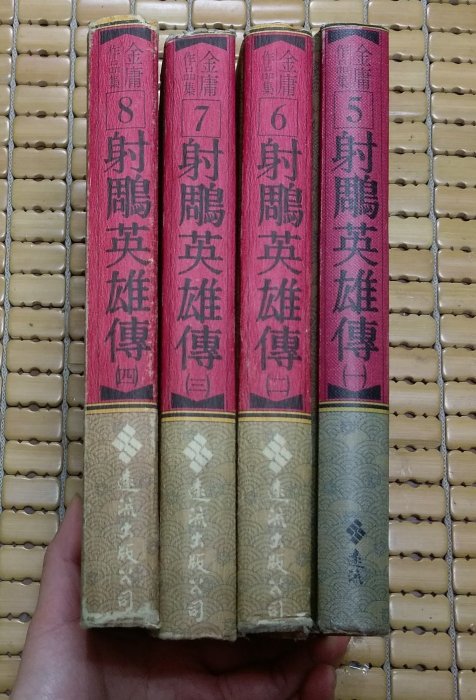 金庸
作品集
5
射鵰英雄傳
(一)
遠流
金庸
作品集
6
射鵰英雄傳
(二)
遠流出版公司
金庸
作品集
7
射鵰英雄傳
(三)
遠流出版公司
金庸
作品集
8
射鵰英雄傳
(四)
遠流出版公司